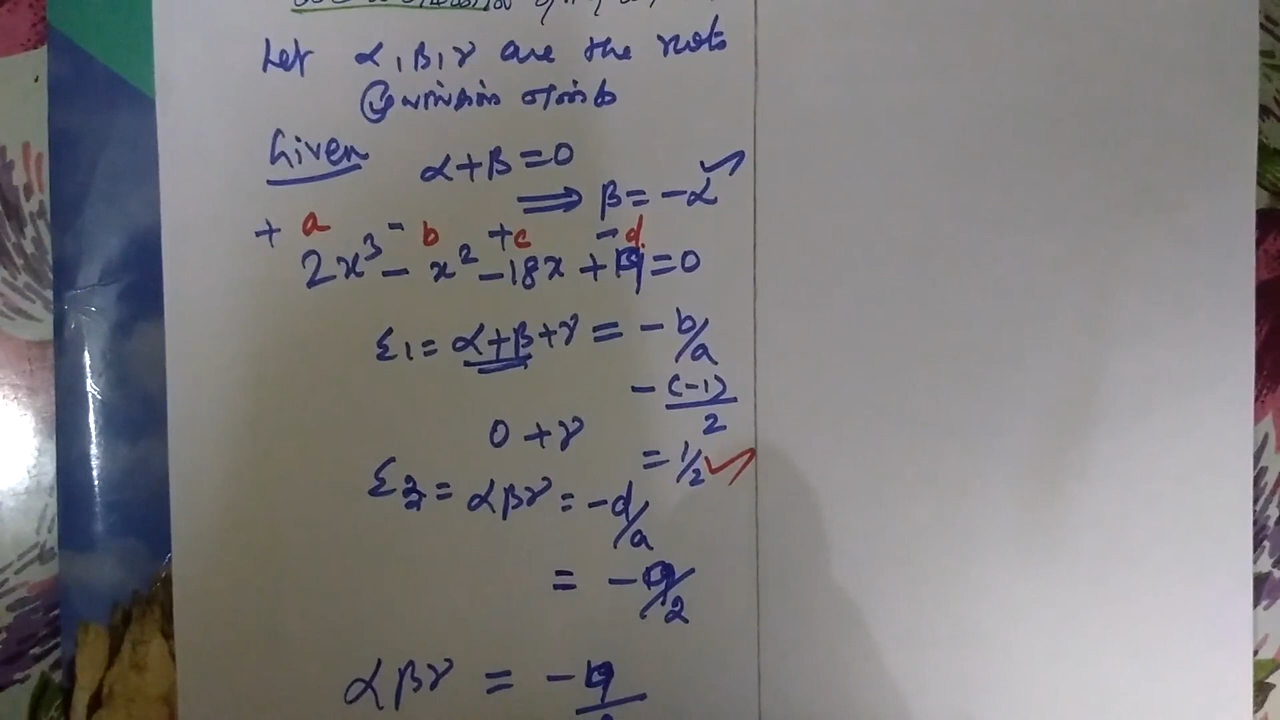 Let α, β, γ are the roots
என்க
Given α+β=0
⟹ β= -α ✓
+ a - b + c - d
2x³ - x² - 18x + 9 = 0
Σ1 = α+β+γ = -b/a
-(-1)/2
0 + γ = 1/2 ✓
= αβγ = -d/a
= -9/2
αβγ = -9